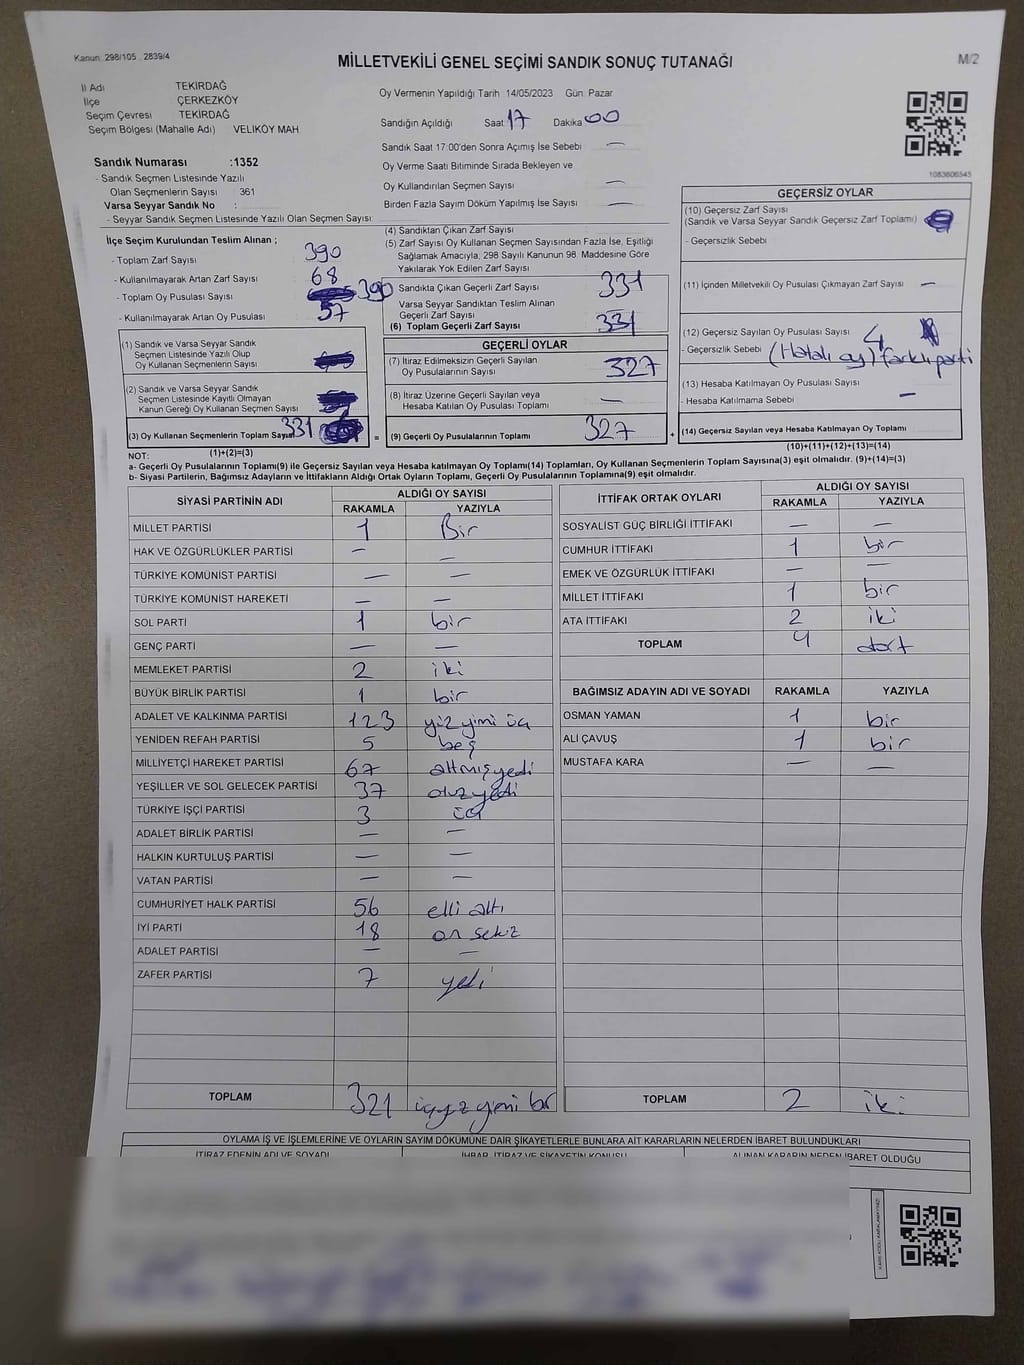 Kanun. 298/105 . 2839/4
MİLLETVEKİLİ GENEL SEÇİMİ SANDIK SONUÇ TUTANAĞI
M/2
İl Adı TEKİRDAĞ
İlçe ÇERKEZKÖY
Seçim Çevresi TEKİRDAĞ
Seçim Bölgesi (Mahalle Adı) VELİKÖY MAH
Oy Vermenin Yapıldığı Tarih 14/05/2023 Gün: Pazar
Sandığın Açıldığı Saat 17 Dakika 00
Sandık Saat 17:00'den Sonra Açımış İse Sebebi —
Oy Verme Saati Bitiminde Sırada Bekleyen ve
Oy Kullandırılan Seçmen Sayısı —
Birden Fazla Sayım Döküm Yapılmış İse Sayısı —
1083606545
Sandık Numarası :1352
- Sandık Seçmen Listesinde Yazılı
Olan Seçmenlerin Sayısı : 361
Varsa Seyyar Sandık No :
- Seyyar Sandık Seçmen Listesinde Yazılı Olan Seçmen Sayısı:
İlçe Seçim Kurulundan Teslim Alınan ;
- Toplam Zarf Sayısı 390
- Kullanılmayarak Artan Zarf Sayısı 68
- Toplam Oy Pusulası Sayısı 390
- Kullanılmayarak Artan Oy Pusulası 57
(1) Sandık ve Varsa Seyyar Sandık
Seçmen Listesinde Yazılı Olup
Oy Kullanan Seçmenlerin Sayısı
(2) Sandık ve Varsa Seyyar Sandık
Seçmen Listesinde Kayıtlı Olmayan
Kanun Gereği Oy Kullanan Seçmen Sayısı
(3) Oy Kullanan Seçmenlerin Toplam Sayısı 331
(1)+(2)=(3)
(4) Sandıktan Çıkan Zarf Sayısı
(5) Zarf Sayısı Oy Kullanan Seçmen Sayısından Fazla İse, Eşitliği
Sağlamak Amacıyla; 298 Sayılı Kanunun 98. Maddesine Göre
Yakılarak Yok Edilen Zarf Sayısı
Sandıkta Çıkan Geçerli Zarf Sayısı 331
Varsa Seyyar Sandıktan Teslim Alınan
Geçerli Zarf Sayısı
(6) Toplam Geçerli Zarf Sayısı 331
GEÇERLİ OYLAR
(7) İtiraz Edilmeksizin Geçerli Sayılan
Oy Pusulalarının Sayısı 327
(8) İtiraz Üzerine Geçerli Sayılan veya
Hesaba Katılan Oy Pusulası Toplamı —
= (9) Geçerli Oy Pusulalarının Toplamı 327 +
GEÇERSİZ OYLAR
(10) Geçersiz Zarf Sayısı
(Sandık ve Varsa Seyyar Sandık Geçersiz Zarf Toplamı)
- Geçersizlik Sebebi
(11) İçinden Milletvekili Oy Pusulası Çıkmayan Zarf Sayısı —
(12) Geçersiz Sayılan Oy Pusulası Sayısı 4
- Geçersizlik Sebebi (Hatalı oy) farklı parti
(13) Hesaba Katılmayan Oy Pusulası Sayısı
- Hesaba Katılmama Sebebi —
(14) Geçersiz Sayılan veya Hesaba Katılmayan Oy Toplamı
(10)+(11)+(12)+(13)=(14)
NOT:
a- Geçerli Oy Pusulalarının Toplamı(9) ile Geçersiz Sayılan veya Hesaba katılmayan Oy Toplamı(14) Toplamları, Oy Kullanan Seçmenlerin Toplam Sayısına(3) eşit olmalıdır. (9)+(14)=(3)
b- Siyasi Partilerin, Bağımsız Adayların ve İttifakların Aldığı Ortak Oyların Toplamı, Geçerli Oy Pusulalarının Toplamına(9) eşit olmalıdır.
SİYASİ PARTİNİN ADI ALDIĞI OY SAYISI
RAKAMLA YAZIYLA
MİLLET PARTİSİ 1 Bir
HAK VE ÖZGÜRLÜKLER PARTİSİ — —
TÜRKİYE KOMÜNİST PARTİSİ — —
TÜRKİYE KOMÜNİST HAREKETİ — —
SOL PARTİ 1 bir
GENÇ PARTİ — —
MEMLEKET PARTİSİ 2 iki
BÜYÜK BİRLİK PARTİSİ 1 bir
ADALET VE KALKINMA PARTİSİ 123 yüz yimi üç
YENİDEN REFAH PARTİSİ 5 beş
MİLLİYETÇİ HAREKET PARTİSİ 67 altmışyedi
YEŞİLLER VE SOL GELECEK PARTİSİ 37 otuzyedi
TÜRKİYE İŞÇİ PARTİSİ 3 üç
ADALET BİRLİK PARTİSİ — —
HALKIN KURTULUŞ PARTİSİ — —
VATAN PARTİSİ — —
CUMHURİYET HALK PARTİSİ 56 elli altı
İYİ PARTİ 18 on sekiz
ADALET PARTİSİ — —
ZAFER PARTİSİ 7 yedi
TOPLAM 321 üçyz yimi bir
İTTİFAK ORTAK OYLARI ALDIĞI OY SAYISI
RAKAMLA YAZIYLA
SOSYALİST GÜÇ BİRLİĞİ İTTİFAKI — —
CUMHUR İTTİFAKI 1 bir
EMEK VE ÖZGÜRLÜK İTTİFAKI — —
MİLLET İTTİFAKI 1 bir
ATA İTTİFAKI 2 iki
TOPLAM 4 dört
BAĞIMSIZ ADAYIN ADI VE SOYADI RAKAMLA YAZIYLA
OSMAN YAMAN 1 bir
ALİ ÇAVUŞ 1 bir
MUSTAFA KARA — —
TOPLAM 2 iki
OYLAMA İŞ VE İŞLEMLERİNE VE OYLARIN SAYIM DÖKÜMÜNE DAİR ŞİKAYETLERLE BUNLARA AİT KARARLARIN NELERDEN İBARET BULUNDUKLARI
İTİRAZ EDENİN ADI VE SOYADI İHBAR, İTİRAZ VE ŞİKAYETİN KONUSU ALINAN KARARIN NEDEN İBARET OLDUĞU